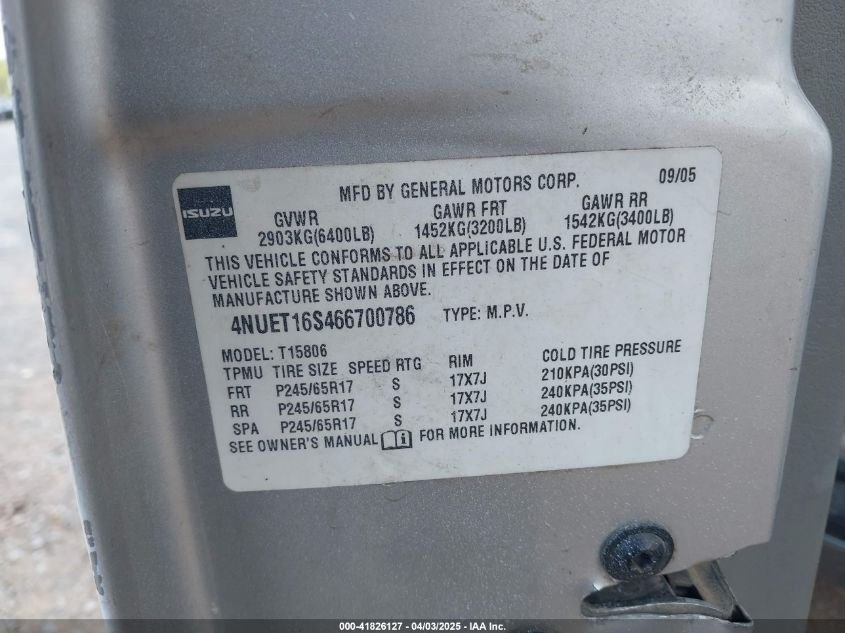 ISUZU
MFD BY GENERAL MOTORS CORP. 09/05
GVWR GAWR FRT GAWR RR
2903KG(6400LB) 1452KG(3200LB) 1542KG(3400LB)
THIS VEHICLE CONFORMS TO ALL APPLICABLE U.S. FEDERAL MOTOR
VEHICLE SAFETY STANDARDS IN EFFECT ON THE DATE OF
MANUFACTURE SHOWN ABOVE.
4NUET16S466700786 TYPE: M.P.V.
MODEL: T15806
TPMU TIRE SIZE SPEED RTG RIM COLD TIRE PRESSURE
FRT P245/65R17 S 17X7J 210KPA(30PSI)
RR P245/65R17 S 17X7J 240KPA(35PSI)
SPA P245/65R17 S 17X7J 240KPA(35PSI)
SEE OWNER'S MANUAL FOR MORE INFORMATION.
000-41826127 - 04/03/2025 - IAA Inc.